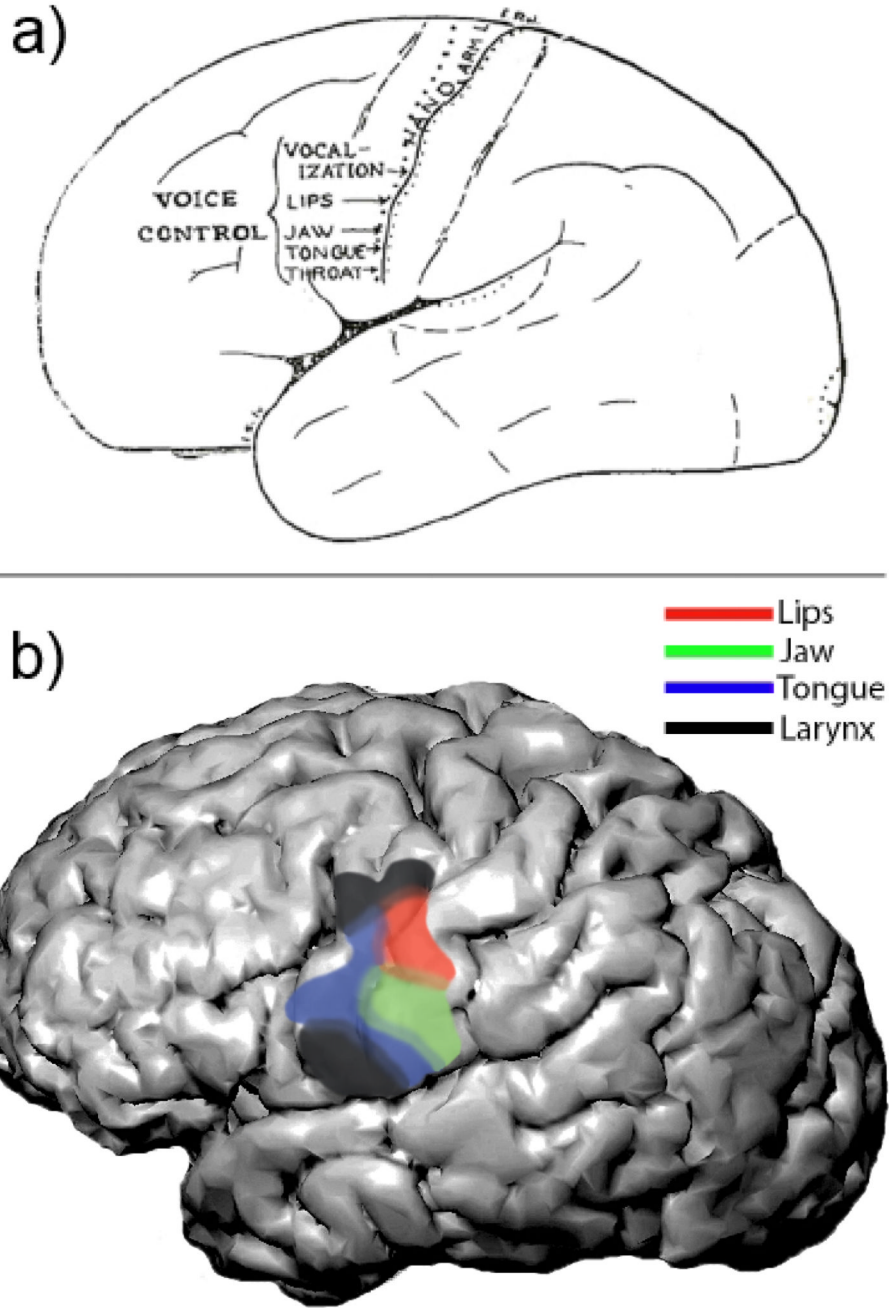 a)
HAND ARM L
VOCAL-
IZATION
VOICE
CONTROL
LIPS
JAW
TONGUE
THROAT
b)
Lips
Jaw
Tongue
Larynx